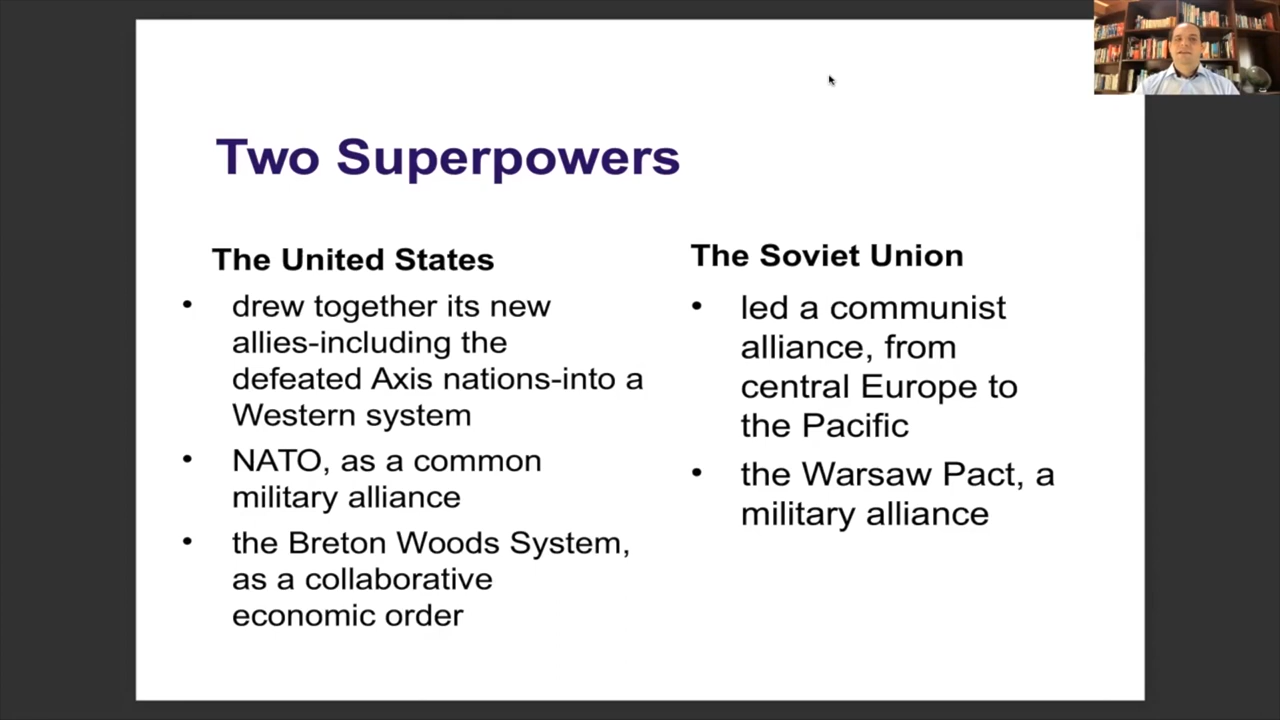 Two Superpowers
The United States
• drew together its new
allies-including the
defeated Axis nations-into a
Western system
• NATO, as a common
military alliance
• the Breton Woods System,
as a collaborative
economic order
The Soviet Union
• led a communist
alliance, from
central Europe to
the Pacific
• the Warsaw Pact, a
military alliance